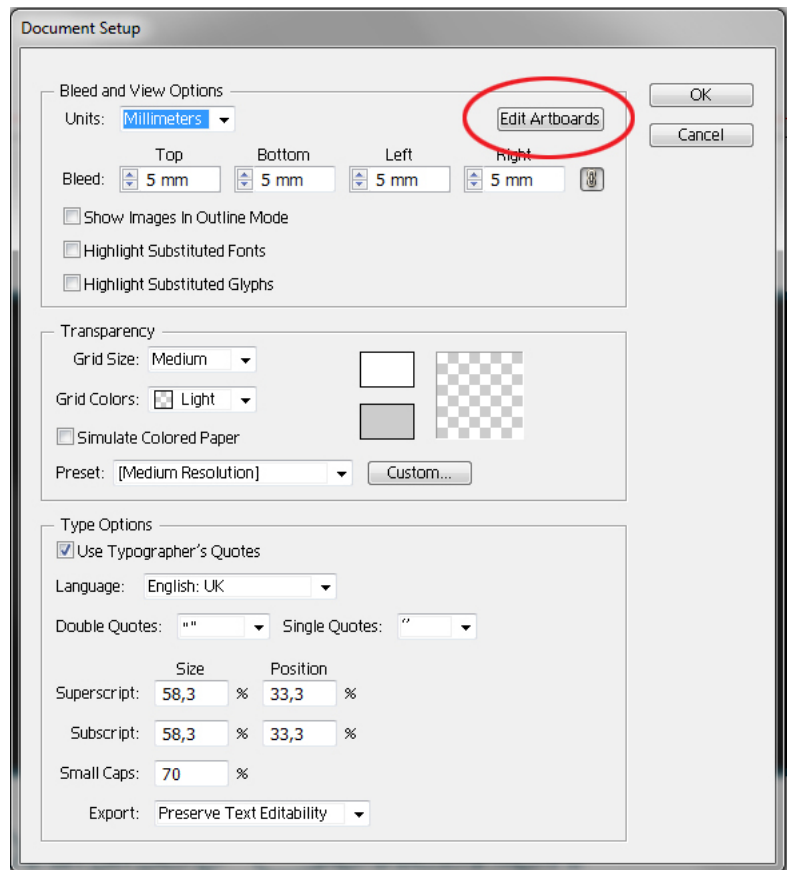 Document Setup
Bleed and View Options
OK
Units: Millimeters Edit Artboards
Cancel
Top Bottom Left Right
Bleed: 5 mm 5 mm 5 mm 5 mm
Show Images In Outline Mode
Highlight Substituted Fonts
Highlight Substituted Glyphs
Transparency
Grid Size: Medium
Grid Colors: Light
Simulate Colored Paper
Preset: [Medium Resolution] Custom...
Type Options
Use Typographer's Quotes
Language: English: UK
Double Quotes: "" Single Quotes: ''
Size Position
Superscript: 58,3 % 33,3 %
Subscript: 58,3 % 33,3 %
Small Caps: 70 %
Export: Preserve Text Editability